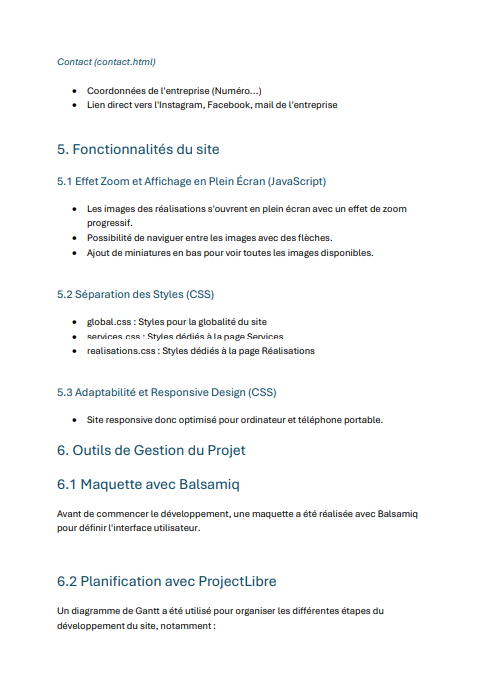 Contact (contact.html)
• Coordonnées de l'entreprise (Numéro...)
• Lien direct vers l'Instagram, Facebook, mail de l'entreprise
5. Fonctionnalités du site
5.1 Effet Zoom et Affichage en Plein Écran (JavaScript)
• Les images des réalisations s'ouvrent en plein écran avec un effet de zoom
progressif.
• Possibilité de naviguer entre les images avec des flèches.
• Ajout de miniatures en bas pour voir toutes les images disponibles.
5.2 Séparation des Styles (CSS)
• global.css : Styles pour la globalité du site
• services.css : Styles dédiés à la page Services
• realisations.css : Styles dédiés à la page Réalisations
5.3 Adaptabilité et Responsive Design (CSS)
• Site responsive donc optimisé pour ordinateur et téléphone portable.
6. Outils de Gestion du Projet
6.1 Maquette avec Balsamiq
Avant de commencer le développement, une maquette a été réalisée avec Balsamiq
pour définir l'interface utilisateur.
6.2 Planification avec ProjectLibre
Un diagramme de Gantt a été utilisé pour organiser les différentes étapes du
développement du site, notamment :